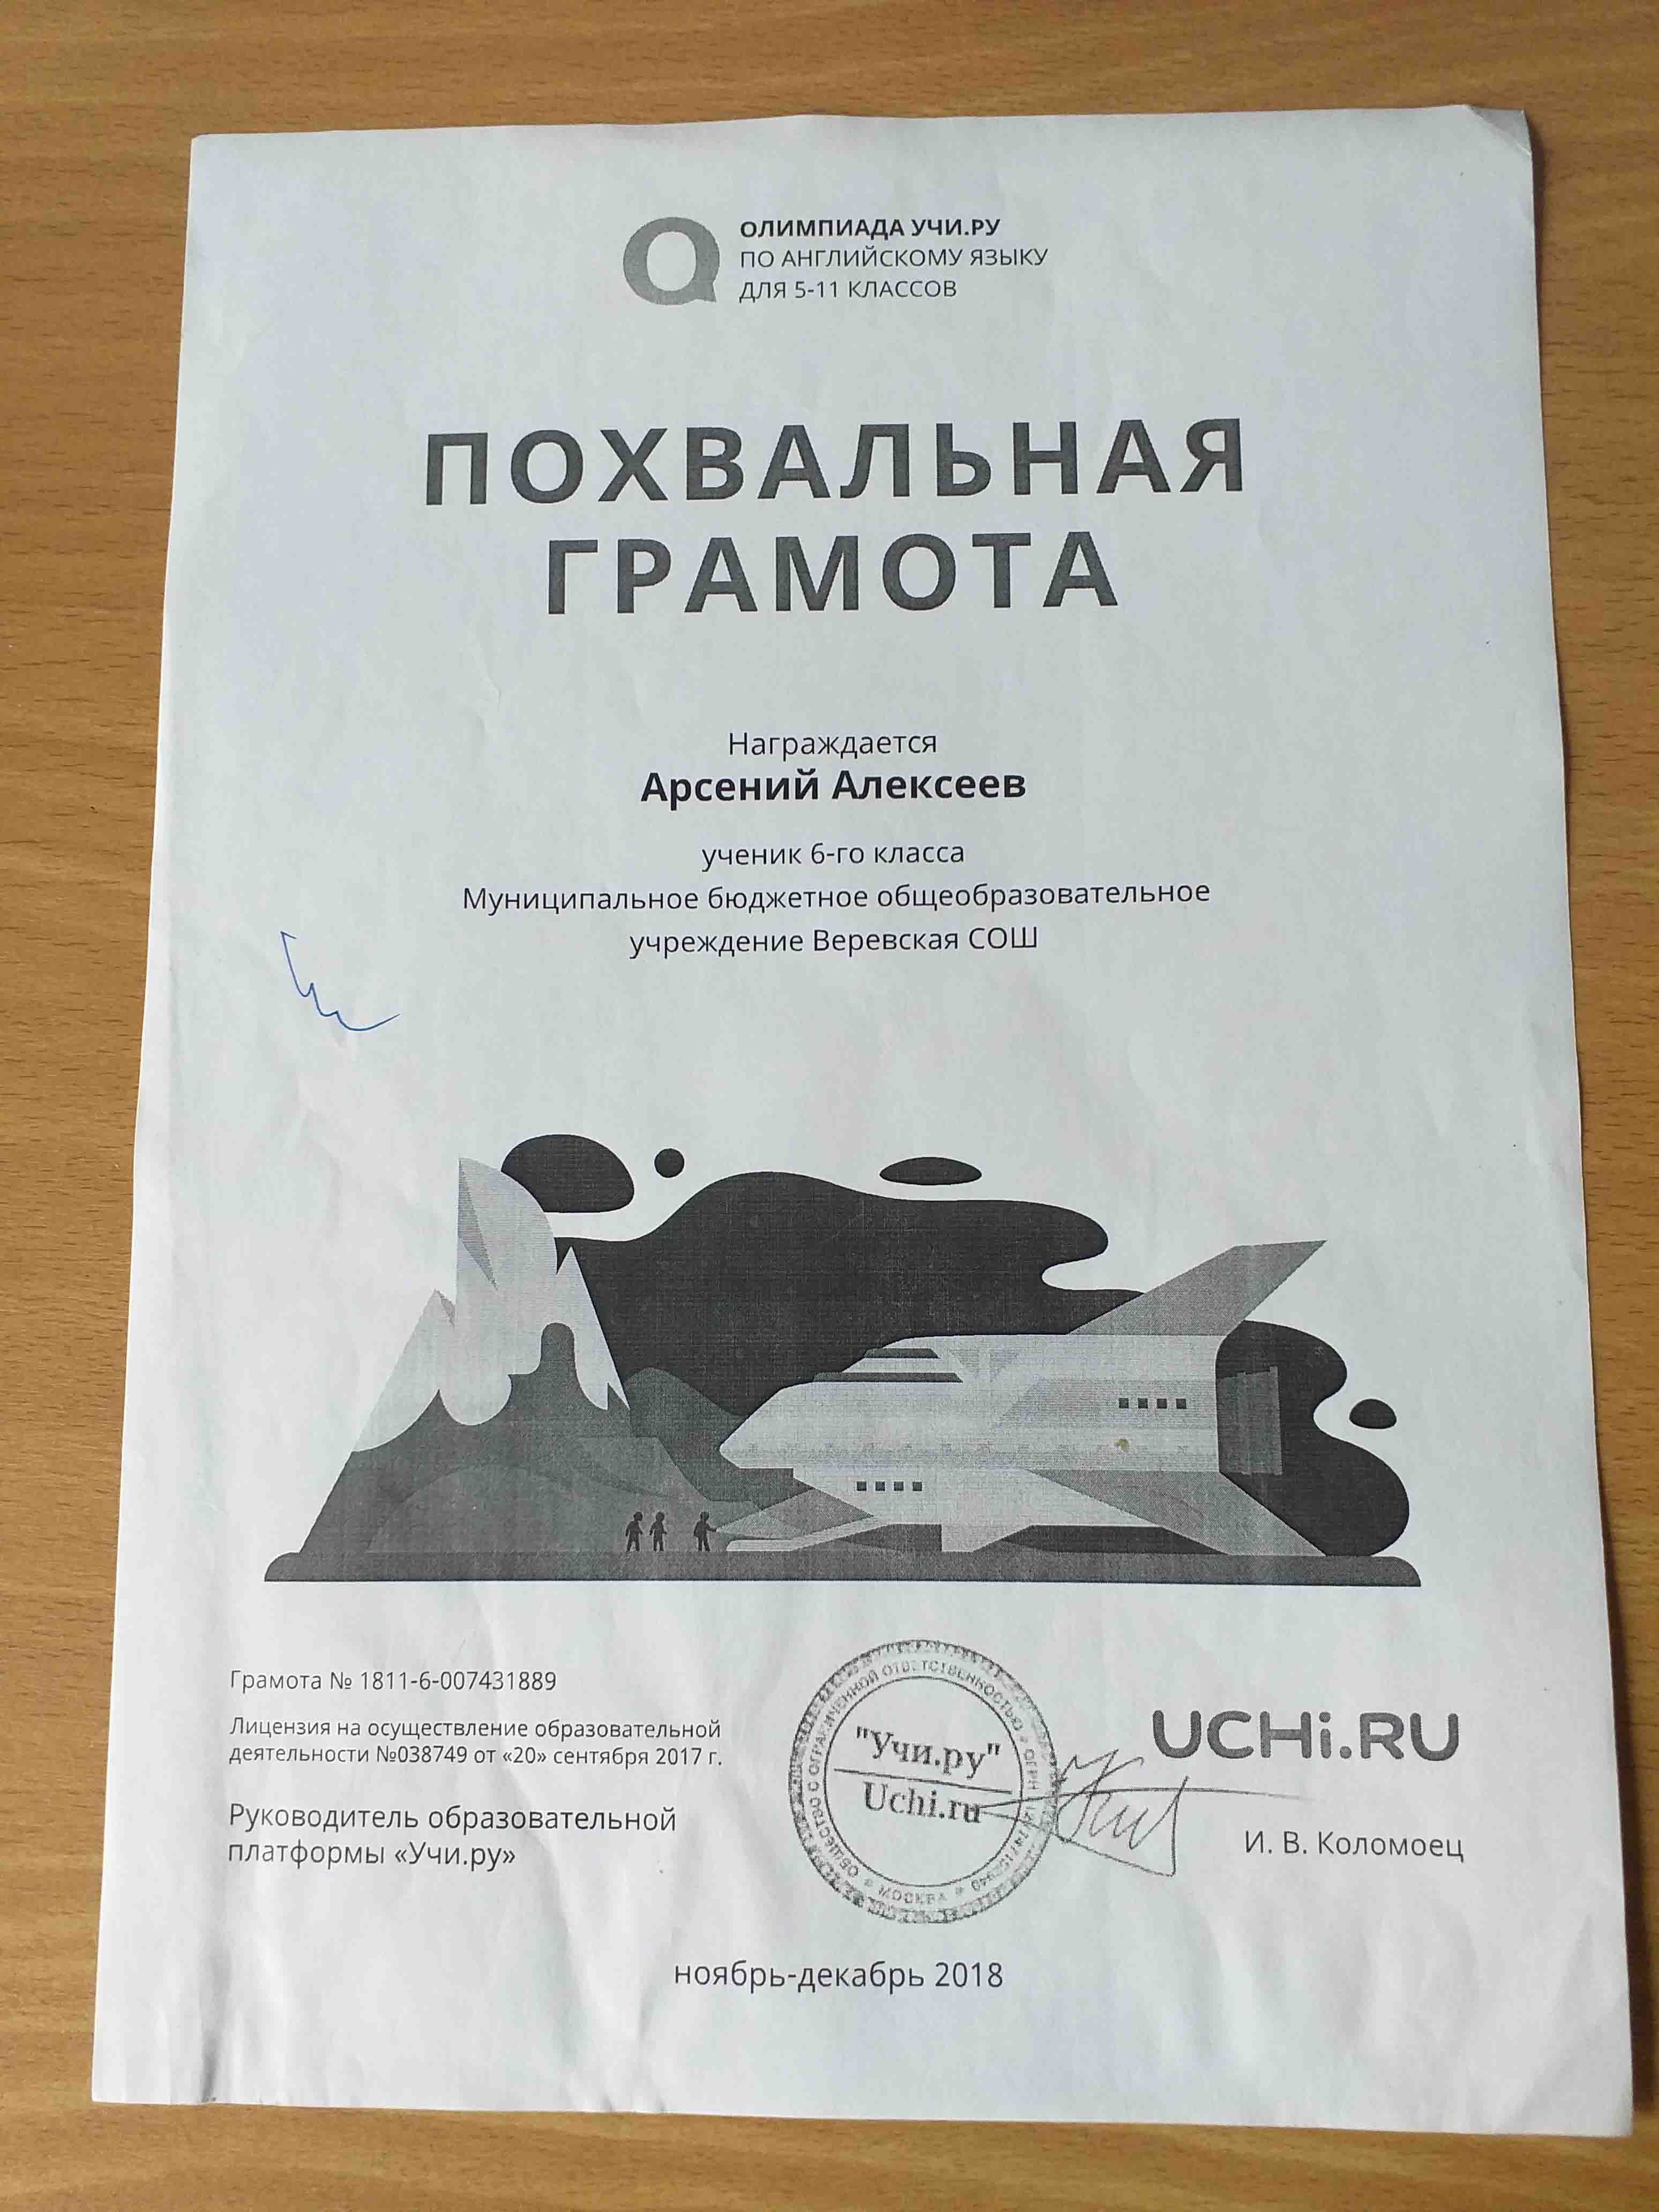 ОЛИМПИАДА УЧИ.РУ
ПО АНГЛИЙСКОМУ ЯЗЫКУ
ДЛЯ 5-11 КЛАССОВ
ПОХВАЛЬНАЯ
ГРАМОТА
Награждается
Арсений Алексеев
ученик 6-го класса
Муниципальное бюджетное общеобразовательное
учреждение Веревская СОШ
Грамота № 1811-6-007431889
Лицензия на осуществление образовательной
деятельности №038749 от «20» сентября 2017 г.
Руководитель образовательной
платформы «Учи.ру»
ОБЩЕСТВО С ОГРАНИЧЕННОЙ ОТВЕТСТВЕННОСТЬЮ
ОГРН
МОСКВА
"Учи.ру"
Uchi.ru
UCHi.RU
И. В. Коломоец
ноябрь-декабрь 2018